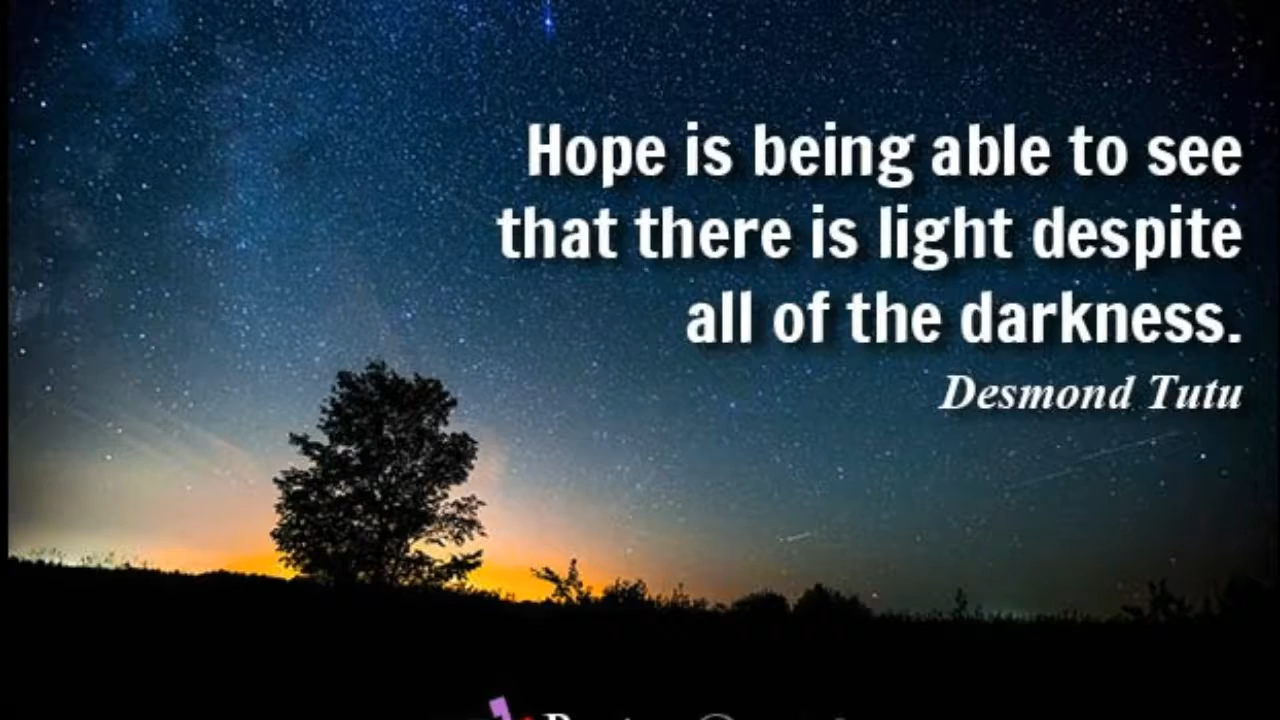 Hope is being able to see
that there is light despite
all of the darkness.
Desmond Tutu